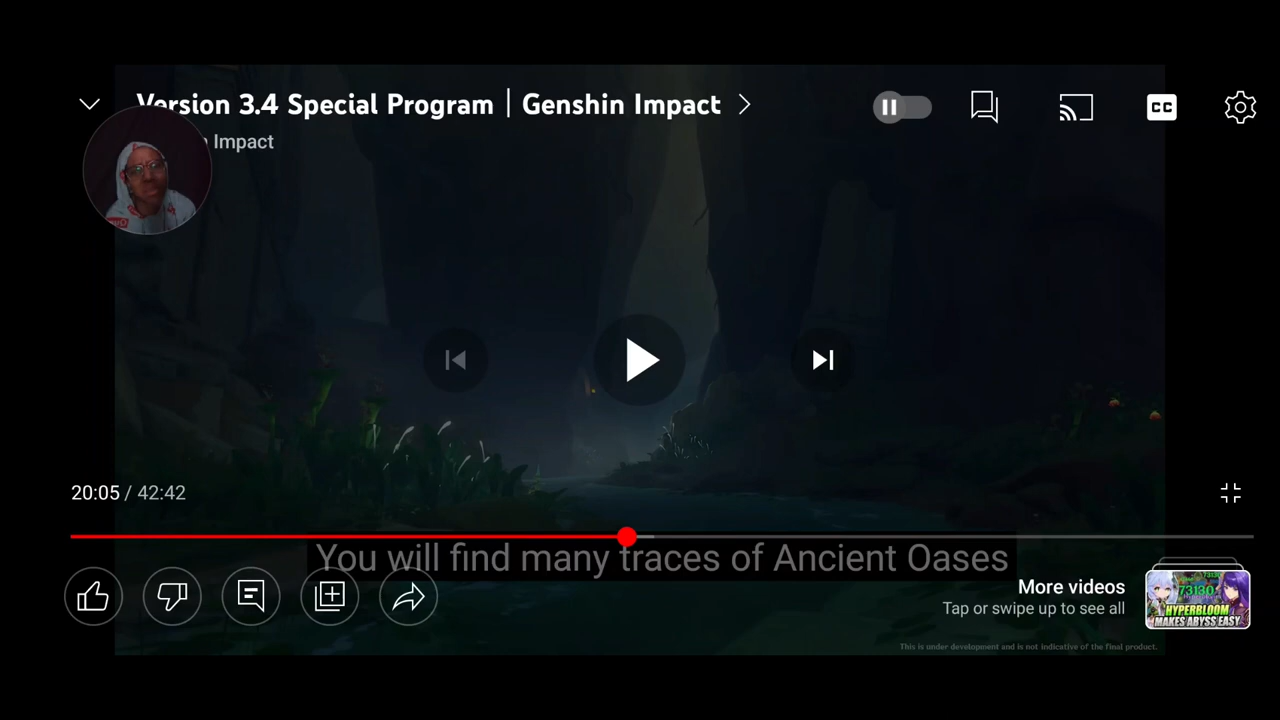 Version 3.4 Special Program | Genshin Impact
Impact
CC
20:05 / 42:42
You will find many traces of Ancient Oases
More videos
Tap or swipe up to see all
73130
HYPERBLOOM
MAKES ABYSS EASY
This is under development and is not indicative of the final product.